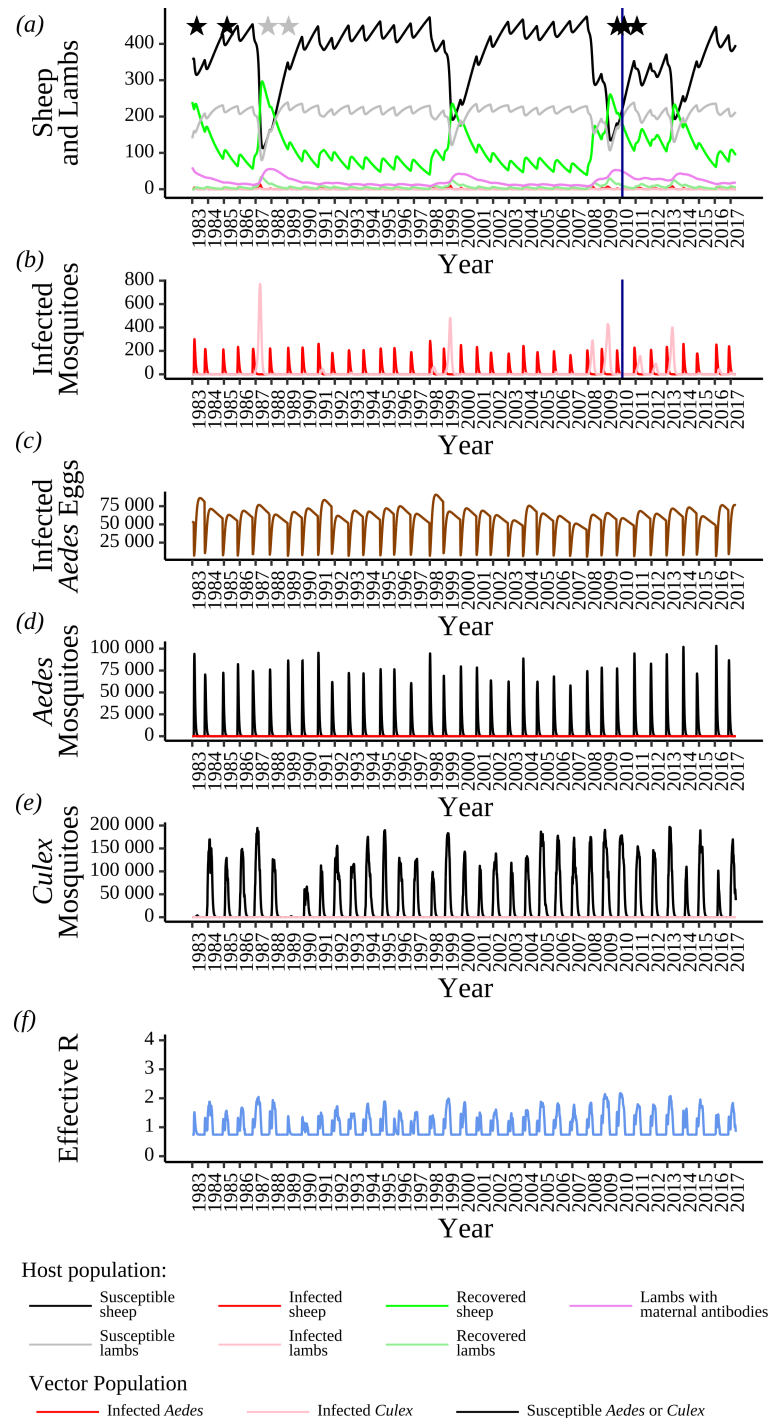 (a)
Sheep
and Lambs
400
300
200
100
0
1983 1984 1985 1986 1987 1988 1989 1990 1991 1992 1993 1994 1995 1996 1997 1998 1999 2000 2001 2002 2003 2004 2005 2006 2007 2008 2009 2010 2011 2012 2013 2014 2015 2016 2017
Year
(b)
Infected
Mosquitoes
800
600
400
200
0
1983 1984 1985 1986 1987 1988 1989 1990 1991 1992 1993 1994 1995 1996 1997 1998 1999 2000 2001 2002 2003 2004 2005 2006 2007 2008 2009 2010 2011 2012 2013 2014 2015 2016 2017
Year
(c)
Infected
Aedes Eggs
75 000
50 000
25 000
1983 1984 1985 1986 1987 1988 1989 1990 1991 1992 1993 1994 1995 1996 1997 1998 1999 2000 2001 2002 2003 2004 2005 2006 2007 2008 2009 2010 2011 2012 2013 2014 2015 2016 2017
Year
(d)
Aedes
Mosquitoes
100 000
75 000
50 000
25 000
0
1983 1984 1985 1986 1987 1988 1989 1990 1991 1992 1993 1994 1995 1996 1997 1998 1999 2000 2001 2002 2003 2004 2005 2006 2007 2008 2009 2010 2011 2012 2013 2014 2015 2016 2017
Year
(e)
Culex
Mosquitoes
200 000
150 000
100 000
50 000
0
1983 1984 1985 1986 1987 1988 1989 1990 1991 1992 1993 1994 1995 1996 1997 1998 1999 2000 2001 2002 2003 2004 2005 2006 2007 2008 2009 2010 2011 2012 2013 2014 2015 2016 2017
Year
(f)
Effective R
4
3
2
1
0
1983 1984 1985 1986 1987 1988 1989 1990 1991 1992 1993 1994 1995 1996 1997 1998 1999 2000 2001 2002 2003 2004 2005 2006 2007 2008 2009 2010 2011 2012 2013 2014 2015 2016 2017
Year
Host population:
Susceptible
sheep
Infected
sheep
Recovered
sheep
Lambs with
maternal antibodies
Susceptible
lambs
Infected
lambs
Recovered
lambs
Vector Population
Infected Aedes
Infected Culex
Susceptible Aedes or Culex